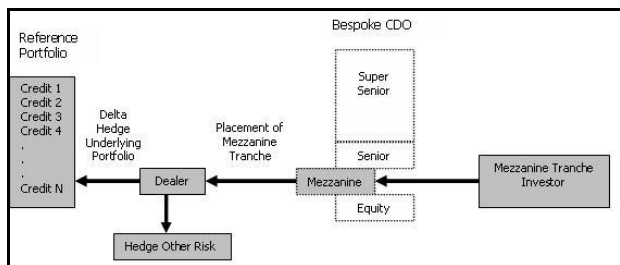 Bespoke CDO
Reference
Portfolio
Credit 1
Credit 2
Credit 3
Credit 4
.
.
.
Credit N
Delta
Hedge
Underlying
Portfolio
Placement of
Mezzanine
Tranche
Super
Senior
Senior
Mezzanine
Equity
Dealer
Hedge Other Risk
Mezzanine Tranche
Investor